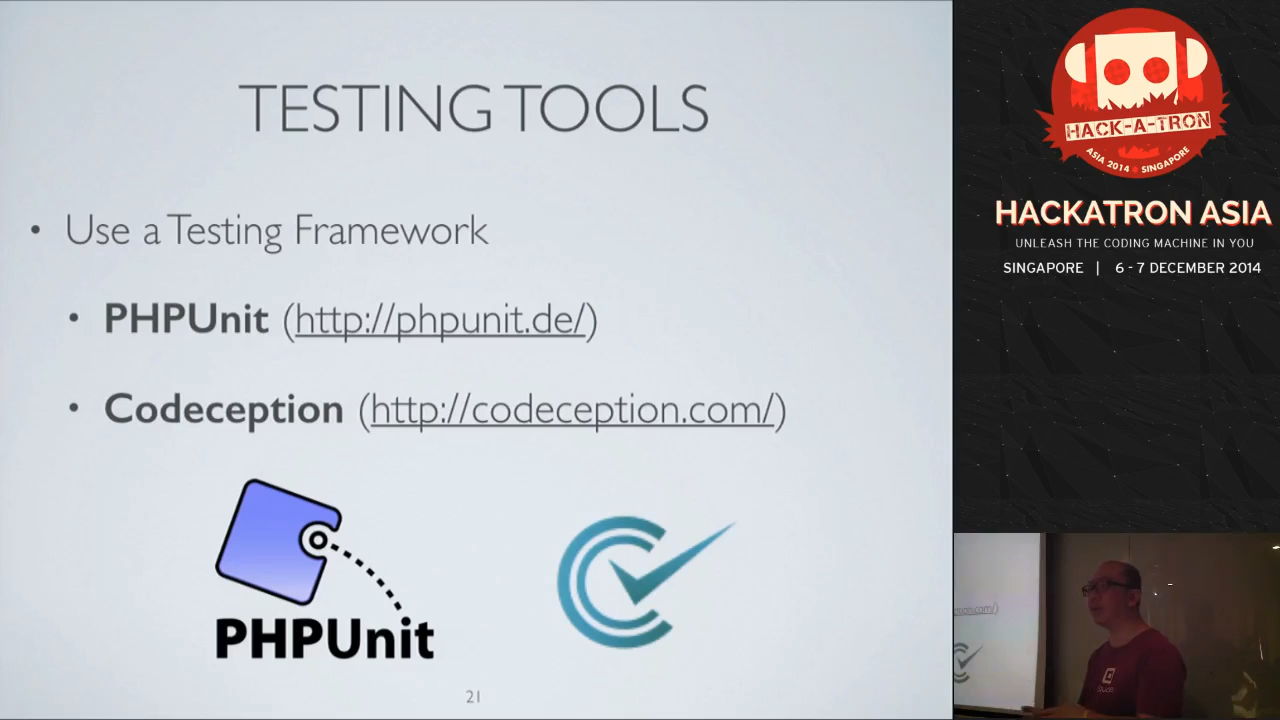 TESTING TOOLS
• Use a Testing Framework
• PHPUnit (http://phpunit.de/)
• Codeception (http://codeception.com/)
PHPUnit
21
HACK-A-TRON
ASIA 2014 SINGAPORE
HACKATRON ASIA
UNLEASH THE CODING MACHINE IN YOU
SINGAPORE | 6 - 7 DECEMBER 2014